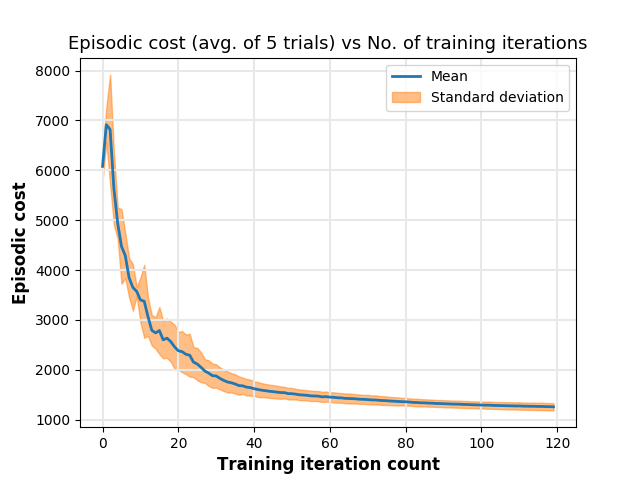 Episodic cost (avg. of 5 trials) vs No. of training iterations
Mean
Standard deviation
Episodic cost
8000
7000
6000
5000
4000
3000
2000
1000
0 20 40 60 80 100 120
Training iteration count